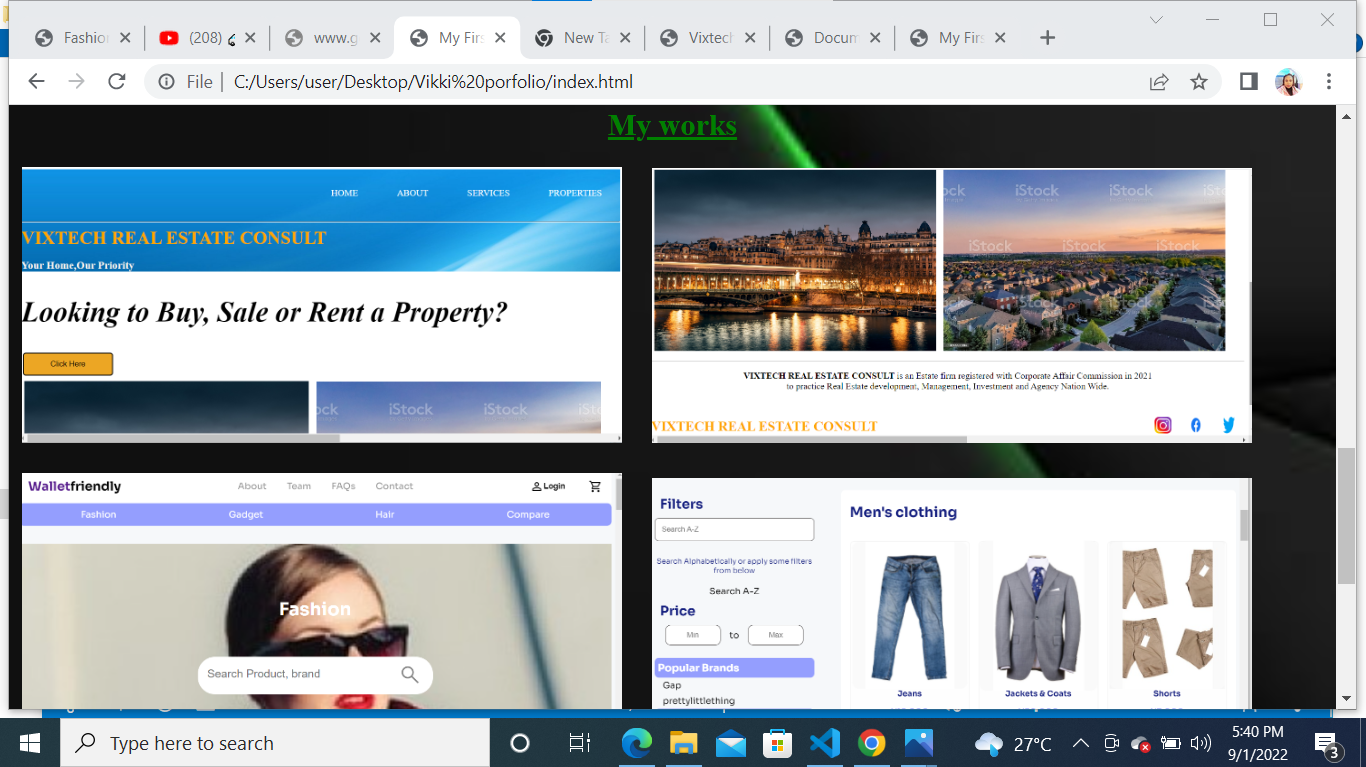 Fashion
(208)
www.g
My Firs
New Ta
Vixtech
Docum
My Firs
File
C:/Users/user/Desktop/Vikki%20porfolio/index.html
My works
HOME ABOUT SERVICES PROPERTIES
VIXTECH REAL ESTATE CONSULT
Your Home,Our Priority
Looking to Buy, Sale or Rent a Property?
Click Here
ock iStock iStock iSt
ock iStock iStock
iStock iStock iStock
VIXTECH REAL ESTATE CONSULT is an Estate firm registered with Corporate Affair Commission in 2021
to practice Real Estate development, Management, Investment and Agency Nation Wide.
VIXTECH REAL ESTATE CONSULT
Walletfriendly About Team FAQs Contact Login
Fashion Gadget Hair Compare
Fashion
Search Product, brand
Filters
Search A-Z
Search Alphabetically or apply some filters
from below
Search A-Z
Price
Min to Max
Popular Brands
Gap
prettylittlething
Men's clothing
Jeans Jackets & Coats Shorts
Type here to search
27°C
5:40 PM
9/1/2022
3